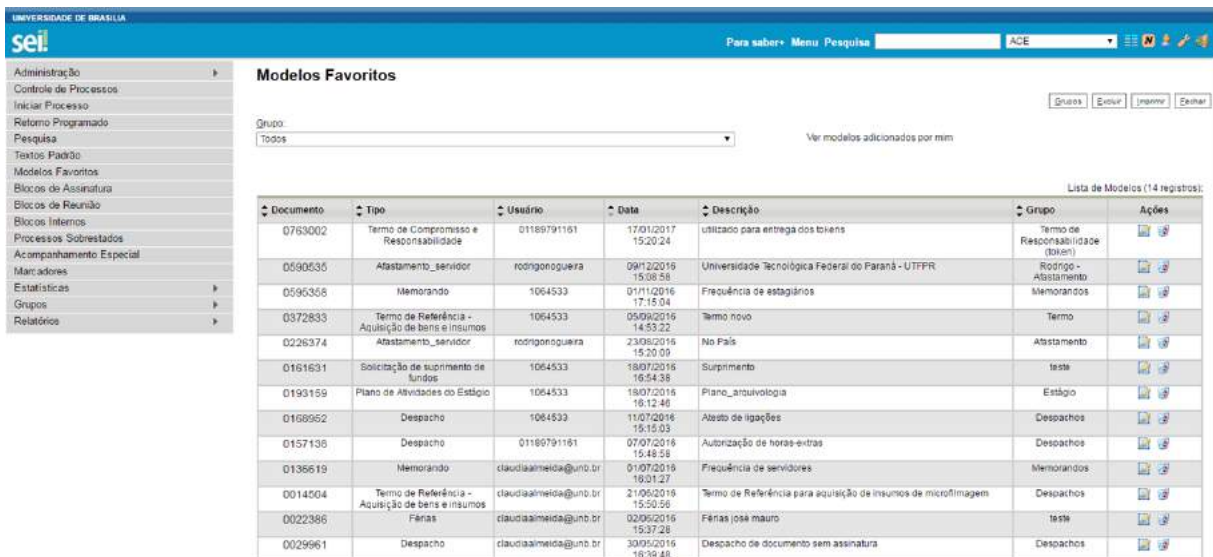 UNIVERSIDADE DE BRASÍLIA
sei!
Para saber+ Menu Pesquisa
ACE
Administração
Controle de Processos
Iniciar Processo
Retorno Programado
Pesquisa
Textos Padrão
Modelos Favoritos
Blocos de Assinatura
Blocos de Reunião
Blocos Internos
Processos Sobrestados
Acompanhamento Especial
Marcadores
Estatísticas
Grupos
Relatórios
Modelos Favoritos
Grupos Excluir Imprimir Fechar
Grupo:
Todos
Ver modelos adicionados por mim
Lista de Modelos (14 registros):
Documento Tipo Usuário Data Descrição Grupo Ações
0763002 Termo de Compromisso e Responsabilidade 01189791161 17/01/2017 15:20:24 utilizado para entrega dos tokens Termo de Responsabilidade (token)
0590535 Afastamento_servidor rodrigonogueira 09/12/2016 15:08:58 Universidade Tecnológica Federal do Paraná - UTFPR Rodrigo - Afastamento
0595358 Memorando 1064533 01/11/2016 17:15:04 Frequência de estagiários Memorandos
0372833 Termo de Referência - Aquisição de bens e insumos 1064533 05/09/2016 14:53:22 Termo novo Termo
0226374 Afastamento_servidor rodrigonogueira 23/08/2016 15:20:09 No País Afastamento
0161631 Solicitação de suprimento de fundos 1064533 18/07/2016 16:54:38 Surprimento teste
0193159 Plano de Atividades do Estágio 1064533 18/07/2016 16:12:46 Plano_arquivologia Estágio
0168952 Despacho 1064533 11/07/2016 15:15:03 Atesto de ligações Despachos
0157138 Despacho 01189791161 07/07/2016 15:48:58 Autorização de horas-extras Despachos
0136619 Memorando claudiaalmeida@unb.br 01/07/2016 16:01:27 Frequência de servidores Memorandos
0014504 Termo de Referência - Aquisição de bens e insumos claudiaalmeida@unb.br 21/06/2016 15:50:56 Termo de Referência para aquisição de insumos de microfilmagem Despachos
0022386 Férias claudiaalmeida@unb.br 02/06/2016 15:37:28 Férias josé mauro teste
0029961 Despacho claudiaalmeida@unb.br 30/05/2016 16:39:48 Despacho de documento sem assinatura Despachos